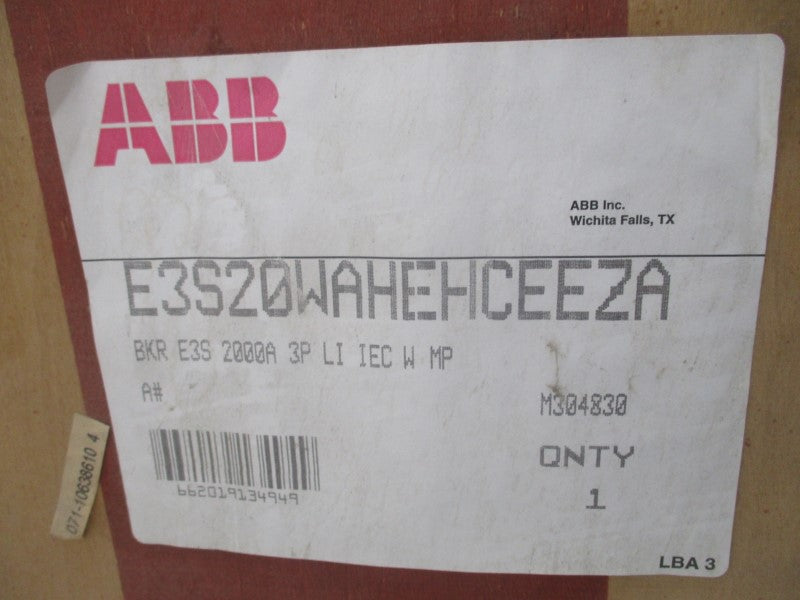 ABB
ABB Inc.
Wichita Falls, TX
E3S20WAHEHCEEZA
BKR E3S 2000A 3P LI IEC W MP
A#
M304830
QNTY
1
662019134949
071-10638610 4
LBA 3